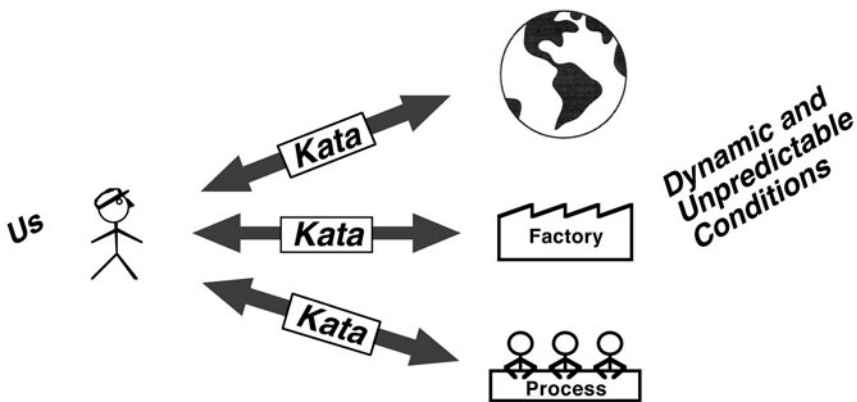 Us
Kata
Kata
Kata
Factory
Process
Dynamic and
Unpredictable
Conditions